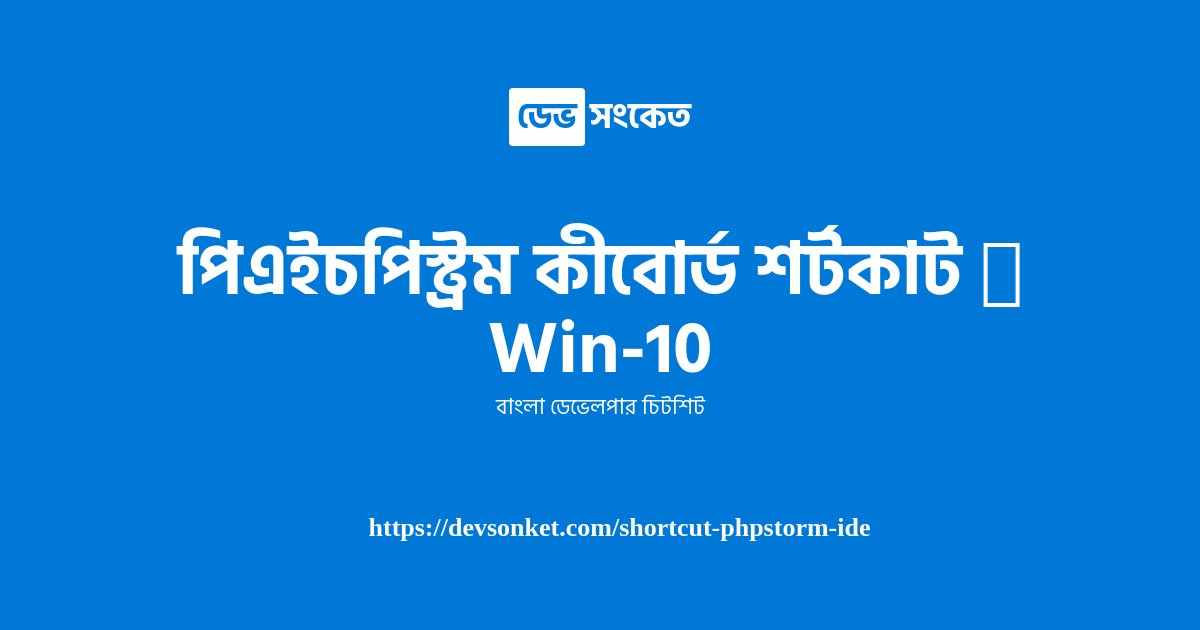 ডেভ সংকেত
পিএইচপিস্ট্রম কীবোর্ড শর্টকাট
Win-10
বাংলা ডেভেলপার চিটশিট
https://devsonket.com/shortcut-phpstorm-ide